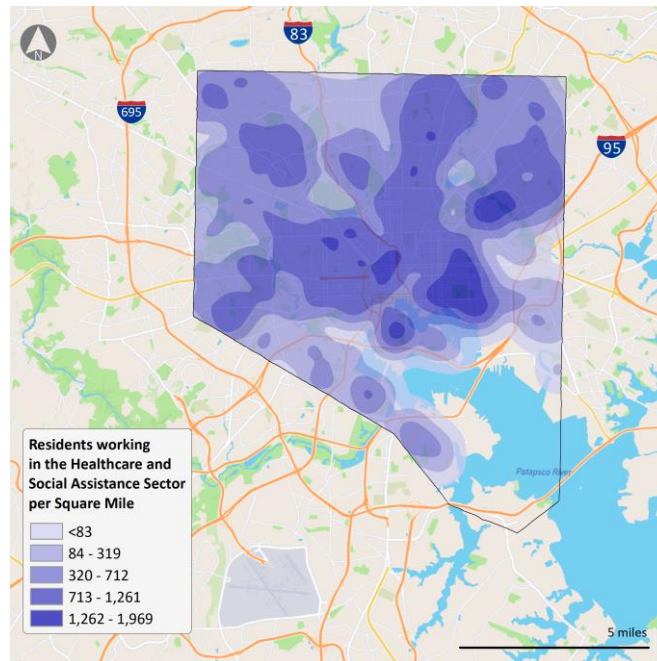 N
83
695
95
Patapsco River
Residents working
in the Healthcare and
Social Assistance Sector
per Square Mile
<83
84 - 319
320 - 712
713 - 1,261
1,262 - 1,969
5 miles